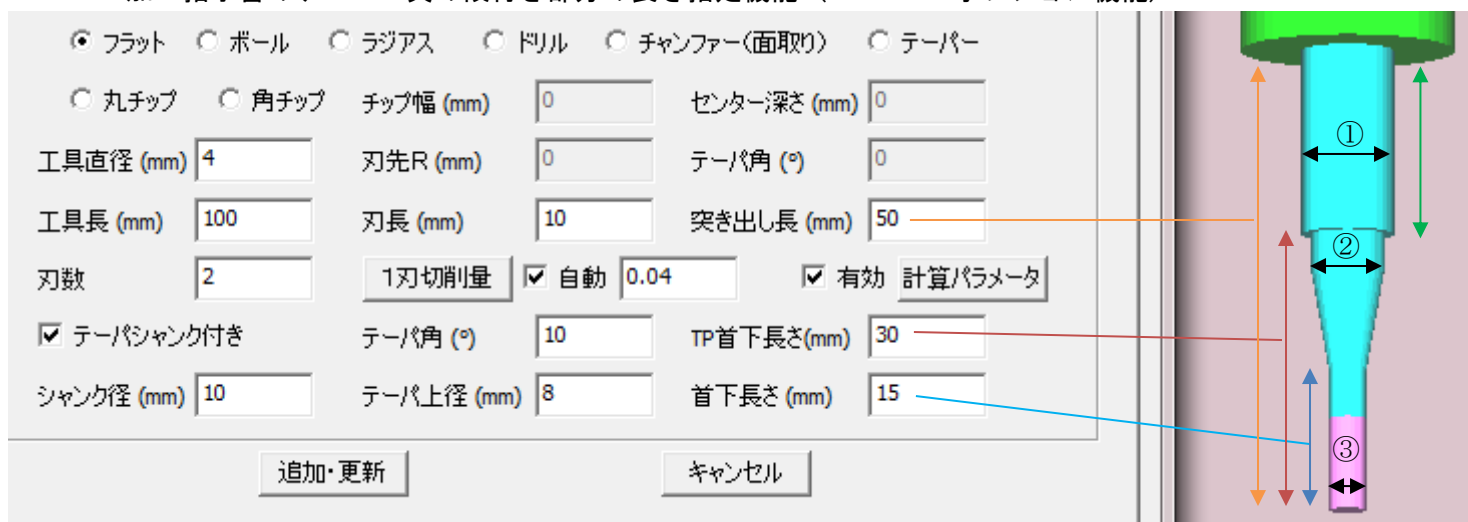 フラット ボール ラジアス ドリル チャンファー(面取り) テーパー
丸チップ 角チップ チップ幅 (mm) 0 センター深さ (mm) 0
工具直径 (mm) 4 刃先R (mm) 0 テーパ角 (°) 0
工具長 (mm) 100 刃長 (mm) 10 突き出し長 (mm) 50
刃数 2 1刃切削量 自動 0.04 有効 計算パラメータ
テーパシャンク付き テーパ角 (°) 10 TP首下長さ(mm) 30
シャンク径 (mm) 10 テーパ上径 (mm) 8 首下長さ (mm) 15
追加・更新 キャンセル
①
②
③